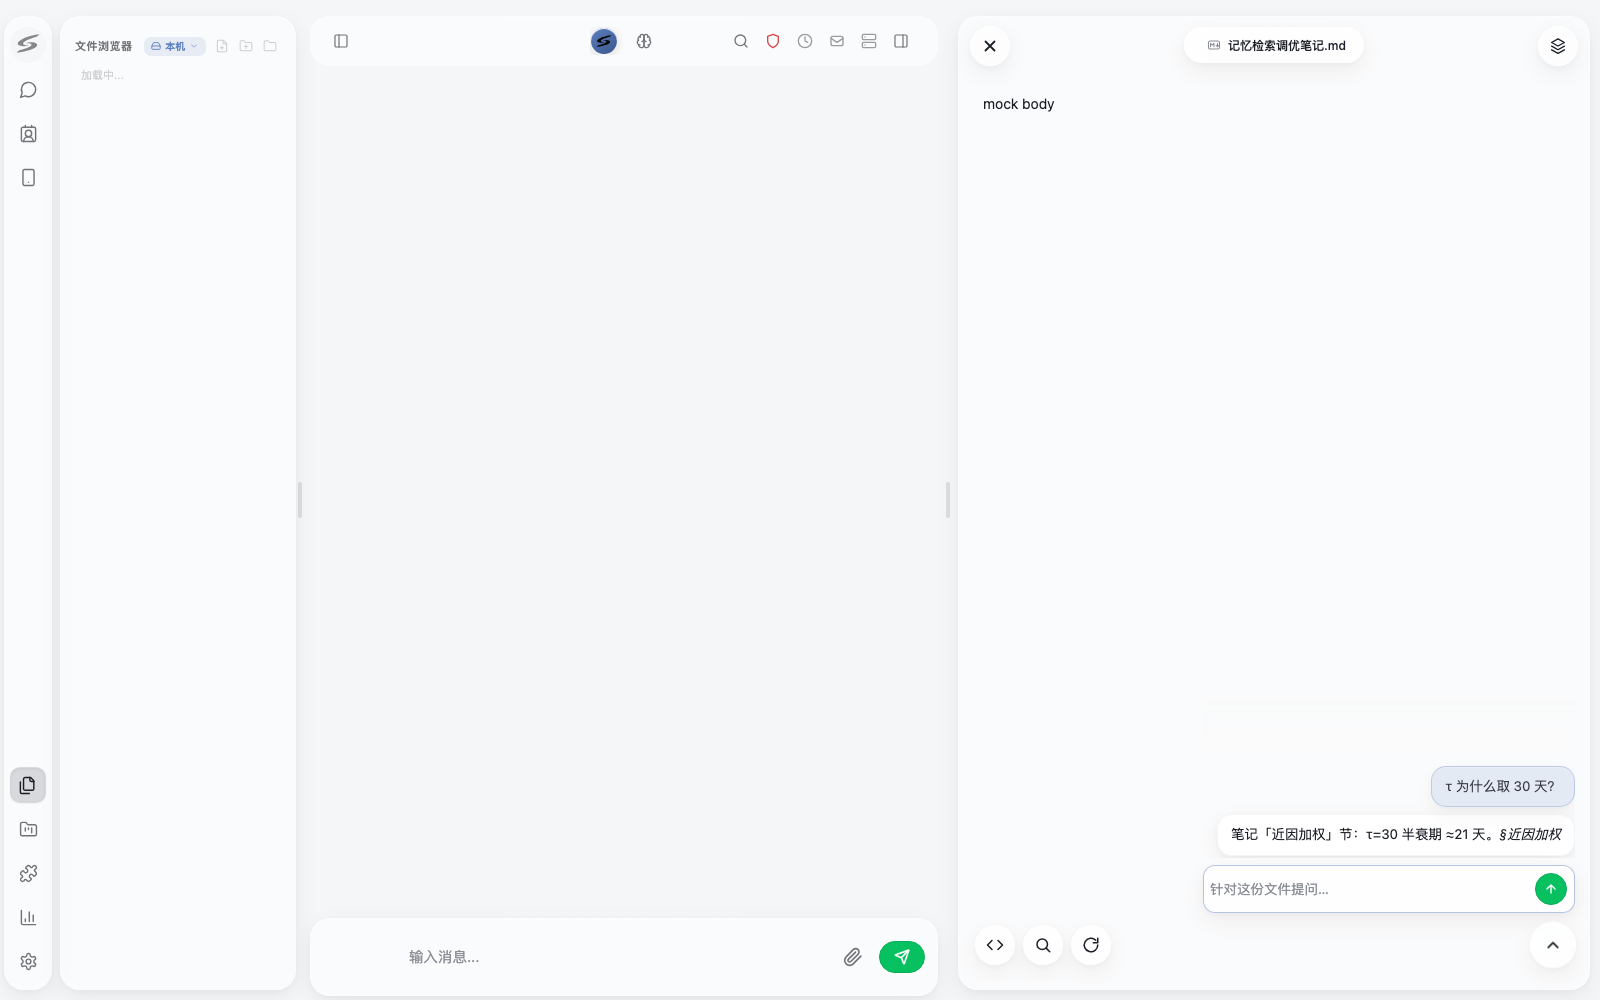 文件浏览器
本机
加载中...
输入消息...
记忆检索调优笔记.md
mock body
τ 为什么取 30 天？
笔记「近因加权」节：τ=30 半衰期 ≈21 天。§近因加权
针对这份文件提问...